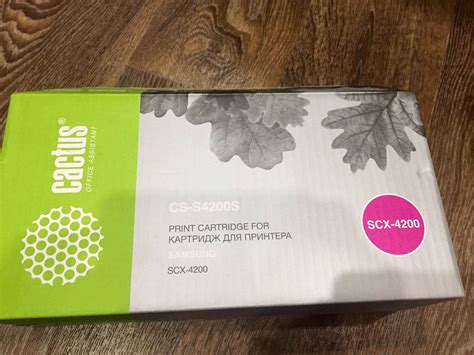 cactus®
OFFICE ASSISTANT
CS-S4200S
PRINT CARTRIDGE FOR
КАРТРИДЖ ДЛЯ ПРИНТЕРА
SAMSUNG
SCX-4200
SCX-4200